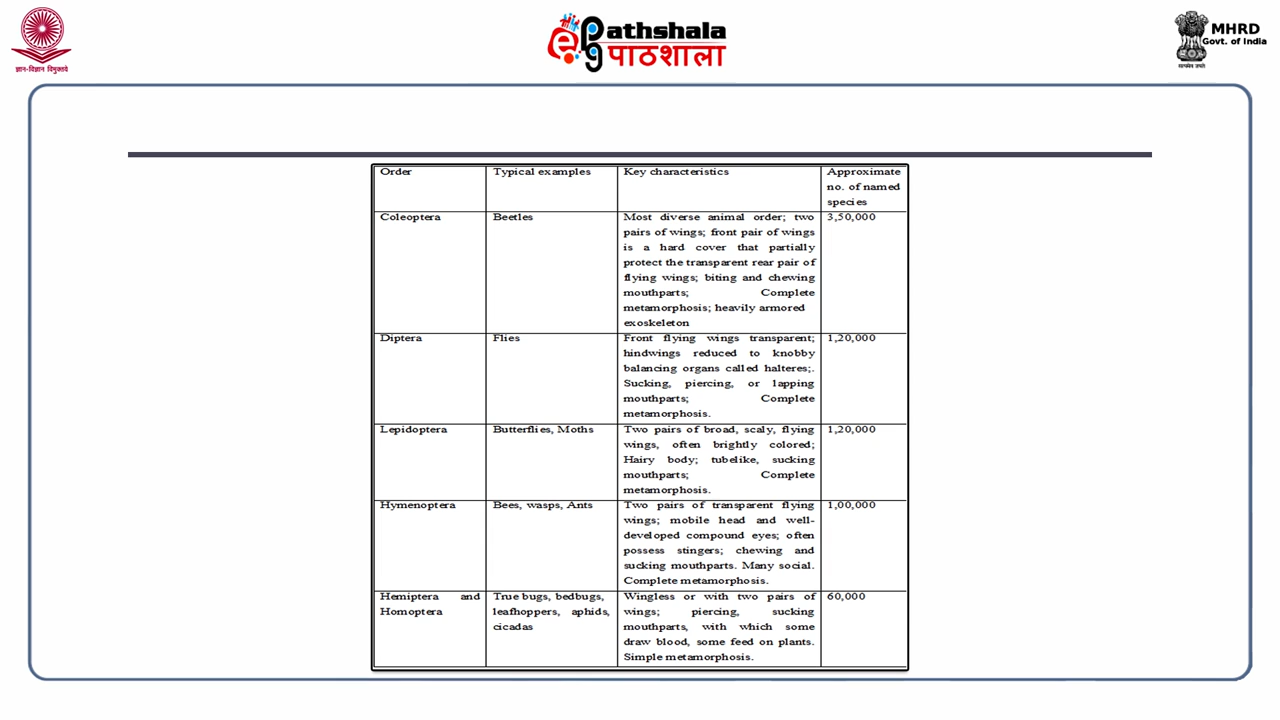 ज्ञान-विज्ञान विमुक्तये
ePathshala
पाठशाला
MHRD
Govt. of India
सत्यमेव जयते
Order
Typical examples
Key characteristics
Approximate
no. of named
species
Coleoptera
Beetles
Most diverse animal order; two
pairs of wings; front pair of wings
is a hard cover that partially
protect the transparent rear pair of
flying wings; biting and chewing
mouthparts; Complete
metamorphosis; heavily armored
exoskeleton
3,50,000
Diptera
Flies
Front flying wings transparent;
hindwings reduced to knobby
balancing organs called halteres;.
Sucking, piercing, or lapping
mouthparts; Complete
metamorphosis.
1,20,000
Lepidoptera
Butterflies, Moths
Two pairs of broad, scaly, flying
wings, often brightly colored;
Hairy body; tubelike, sucking
mouthparts; Complete
metamorphosis.
1,20,000
Hymenoptera
Bees, wasps, Ants
Two pairs of transparent flying
wings; mobile head and well-
developed compound eyes; often
possess stingers; chewing and
sucking mouthparts. Many social.
Complete metamorphosis.
1,00,000
Hemiptera and
Homoptera
True bugs, bedbugs,
leafhoppers, aphids,
cicadas
Wingless or with two pairs of
wings; piercing, sucking
mouthparts, with which some
draw blood, some feed on plants.
Simple metamorphosis.
60,000